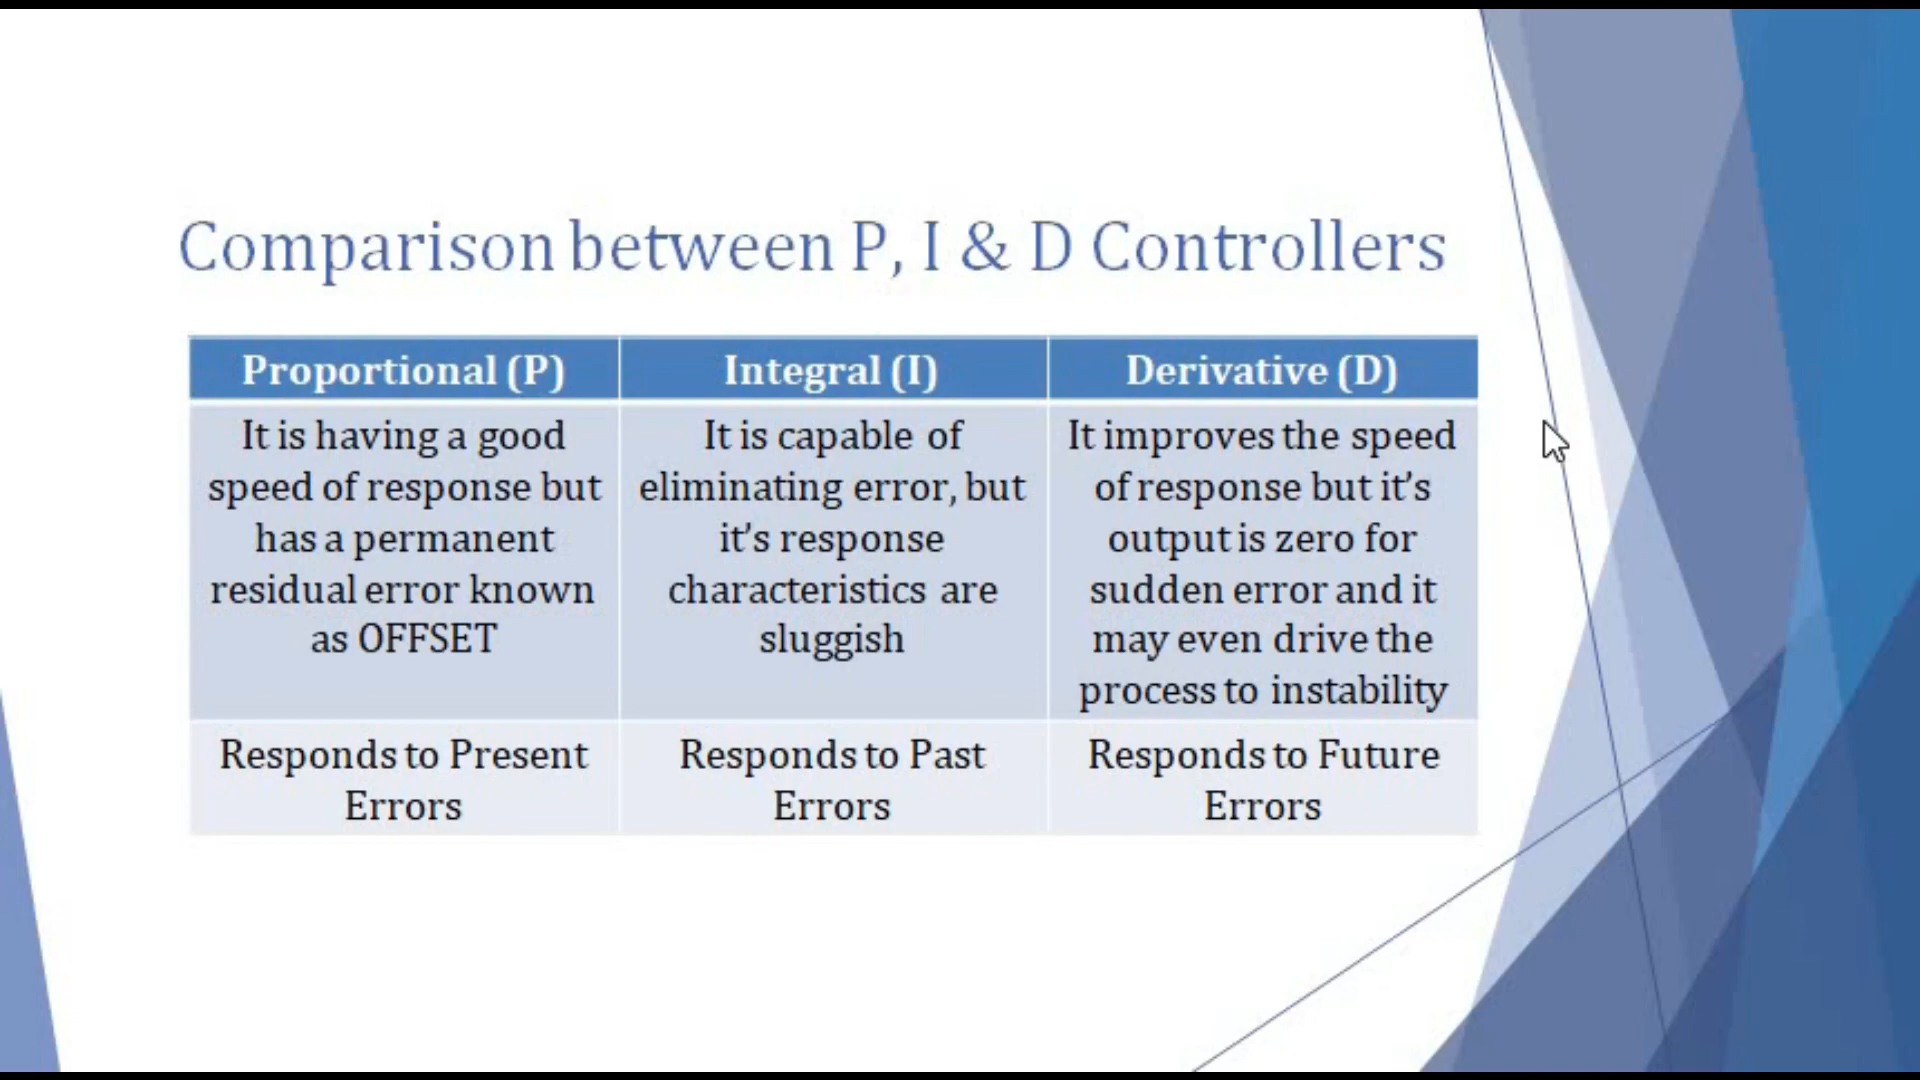 Comparison between P, I & D Controllers
Proportional (P)
Integral (I)
Derivative (D)
It is having a good
speed of response but
has a permanent
residual error known
as OFFSET
It is capable of
eliminating error, but
it’s response
characteristics are
sluggish
It improves the speed
of response but it’s
output is zero for
sudden error and it
may even drive the
process to instability
Responds to Present
Errors
Responds to Past
Errors
Responds to Future
Errors